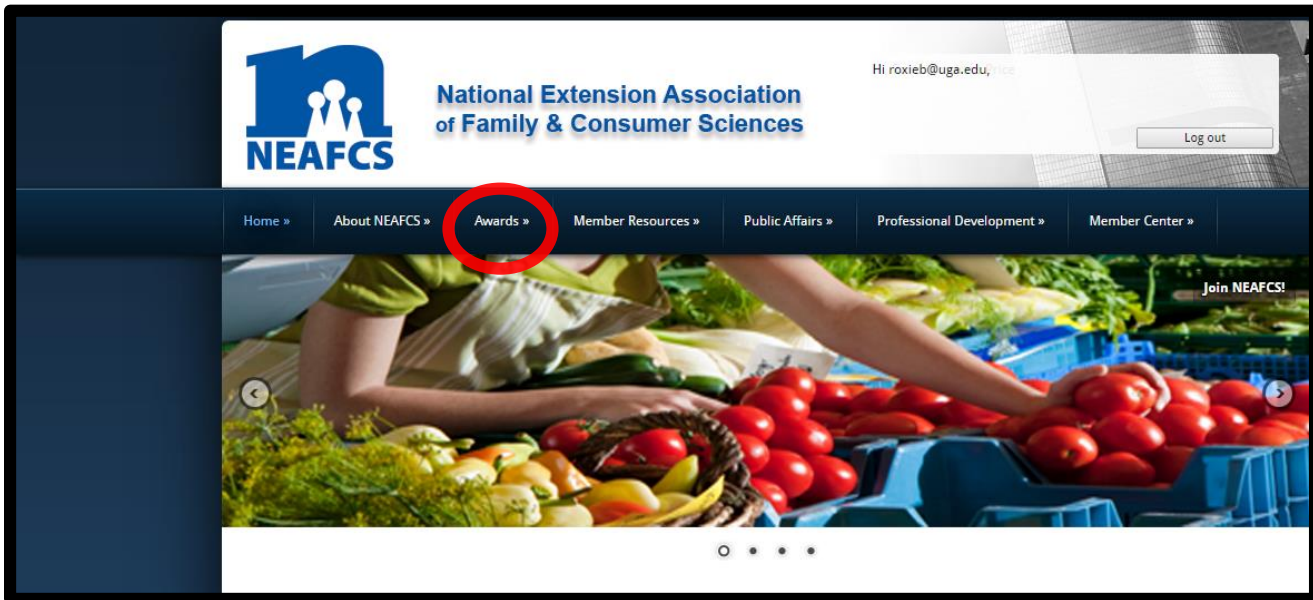 NEAFCS
National Extension Association
of Family & Consumer Sciences
Hi roxieb@uga.edu,
Log out
Home » About NEAFCS » Awards » Member Resources » Public Affairs » Professional Development » Member Center »
Join NEAFCS!